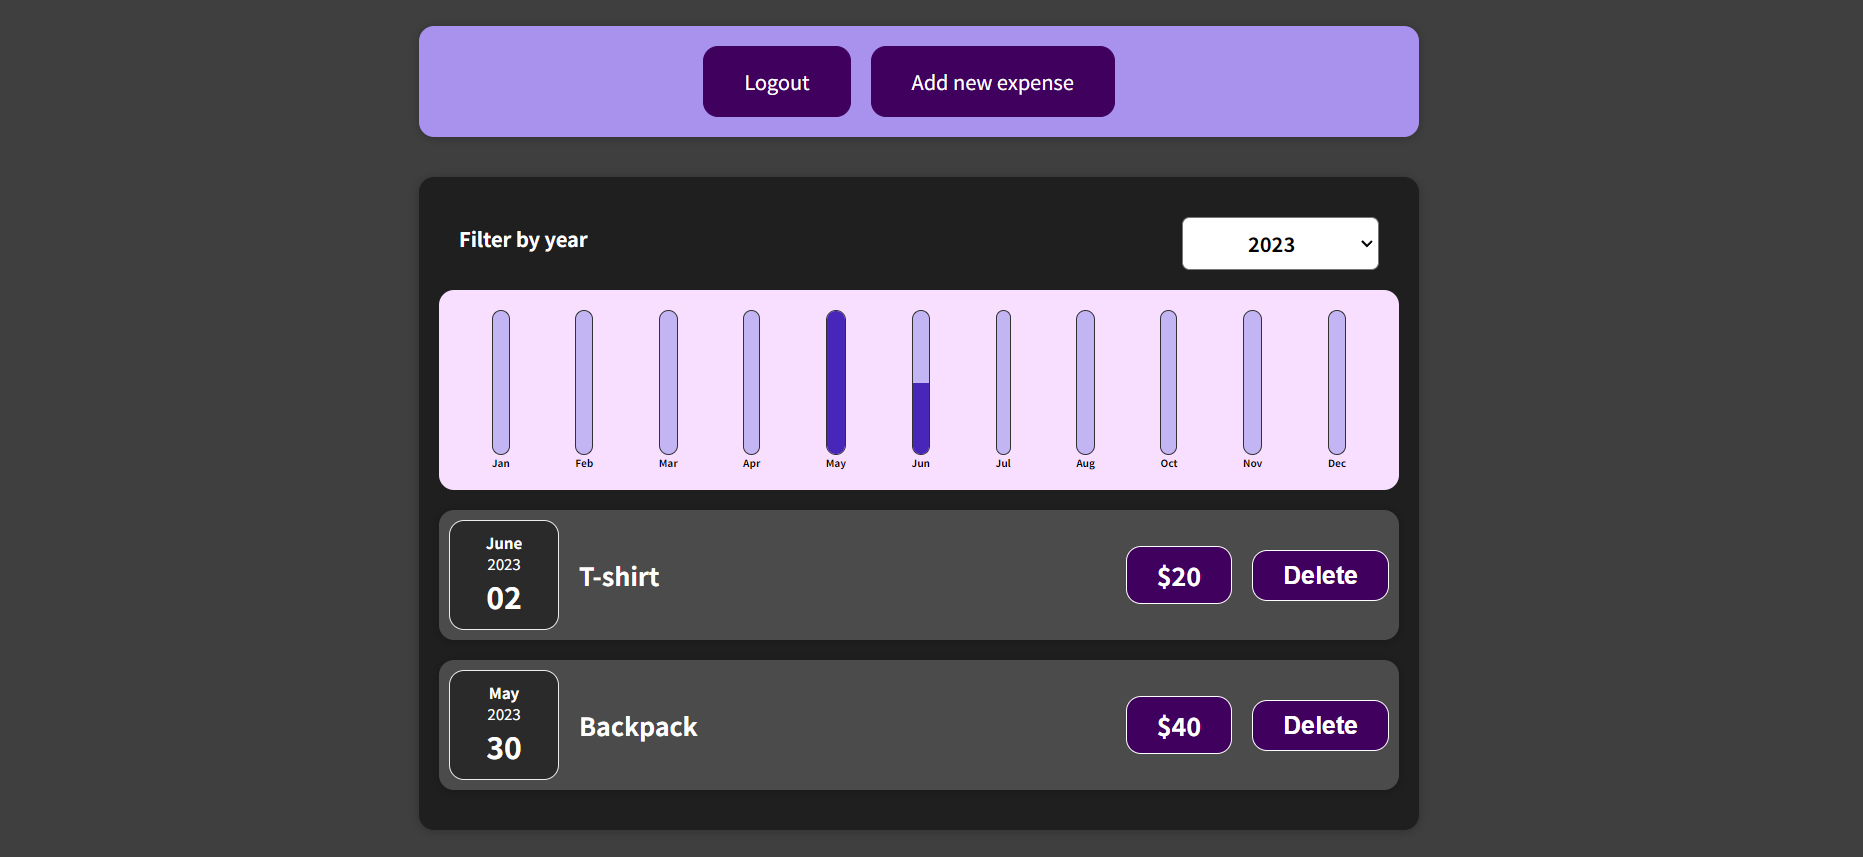 Logout
Add new expense
Filter by year
2023
Jan Feb Mar Apr May Jun Jul Aug Oct Nov Dec
June
2023
02
T-shirt
$20
Delete
May
2023
30
Backpack
$40
Delete